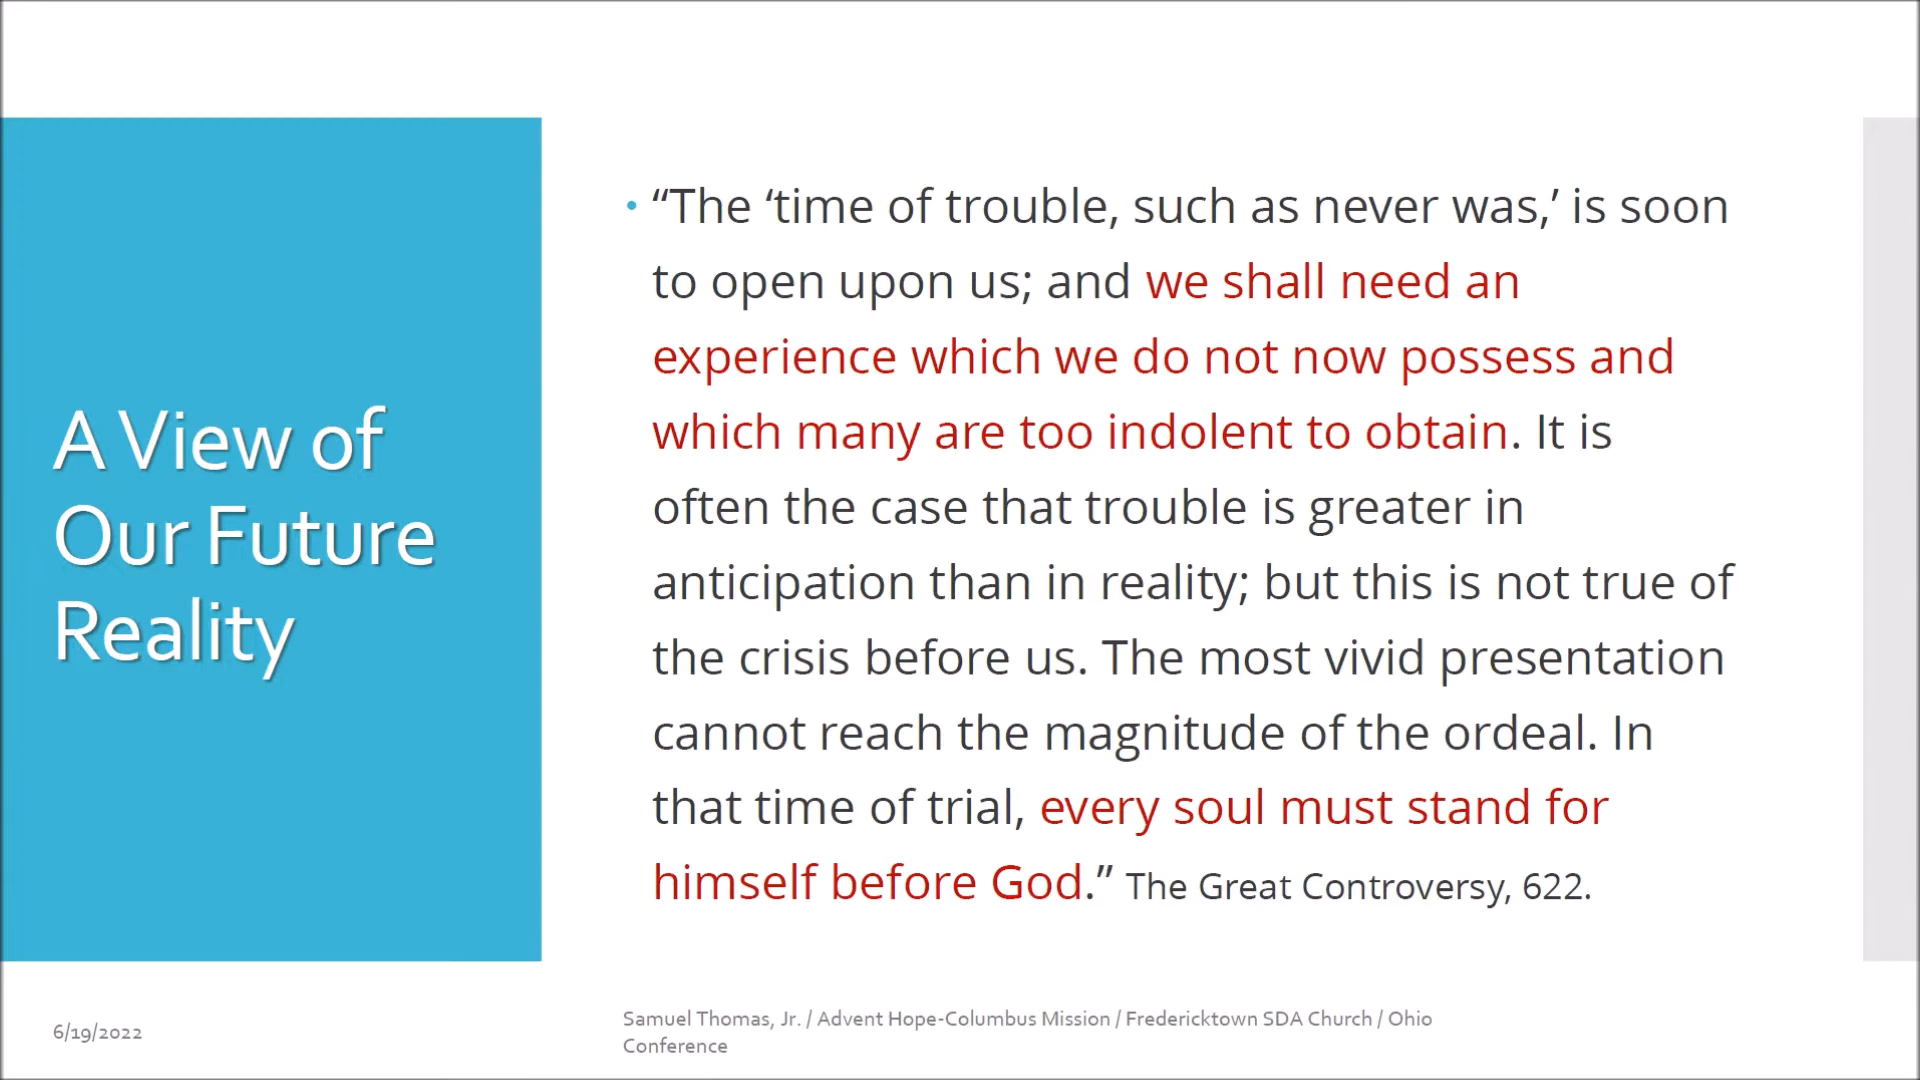 A View of
Our Future
Reality
• “The ‘time of trouble, such as never was,’ is soon
to open upon us; and we shall need an
experience which we do not now possess and
which many are too indolent to obtain. It is
often the case that trouble is greater in
anticipation than in reality; but this is not true of
the crisis before us. The most vivid presentation
cannot reach the magnitude of the ordeal. In
that time of trial, every soul must stand for
himself before God.” The Great Controversy, 622.
6/19/2022
Samuel Thomas, Jr. / Advent Hope-Columbus Mission / Fredericktown SDA Church / Ohio
Conference